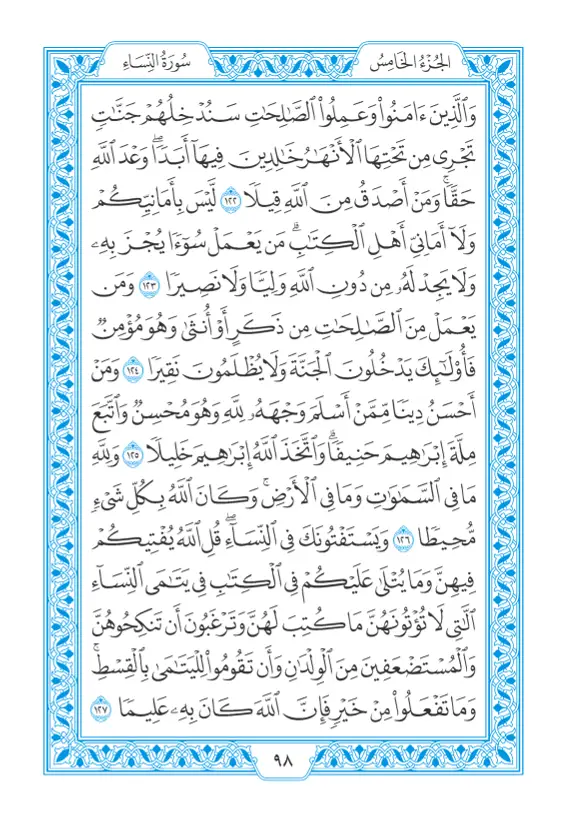 الجُزْءُ الخَامِسُ
سُورَةُ النِّسَاءِ
وَٱلَّذِينَ ءَامَنُوا۟ وَعَمِلُوا۟ ٱلصَّٰلِحَٰتِ سَنُدْخِلُهُمْ جَنَّٰتٍ
تَجْرِى مِن تَحْتِهَا ٱلْأَنْهَٰرُ خَٰلِدِينَ فِيهَآ أَبَدًا ۖ وَعْدَ ٱللَّهِ
حَقًّا ۚ وَمَنْ أَصْدَقُ مِنَ ٱللَّهِ قِيلًا ١٢٢ لَّيْسَ بِأَمَانِيِّكُمْ
وَلَآ أَمَانِىِّ أَهْلِ ٱلْكِتَٰبِ ۗ مَن يَعْمَلْ سُوٓءًا يُجْزَ بِهِۦ
وَلَا يَجِدْ لَهُۥ مِن دُونِ ٱللَّهِ وَلِيًّا وَلَا نَصِيرًا ١٢٣ وَمَن
يَعْمَلْ مِنَ ٱلصَّٰلِحَٰتِ مِن ذَكَرٍ أَوْ أُنثَىٰ وَهُوَ مُؤْمِنٌ
فَأُو۟لَٰٓئِكَ يَدْخُلُونَ ٱلْجَنَّةَ وَلَا يُظْلَمُونَ نَقِيرًا ١٢٤ وَمَنْ
أَحْسَنُ دِينًا مِّمَّنْ أَسْلَمَ وَجْهَهُۥ لِلَّهِ وَهُوَ مُحْسِنٌ وَٱتَّبَعَ
مِلَّةَ إِبْرَٰهِيمَ حَنِيفًا ۗ وَٱتَّخَذَ ٱللَّهُ إِبْرَٰهِيمَ خَلِيلًا ١٢٥ وَلِلَّهِ
مَا فِى ٱلسَّمَٰوَٰتِ وَمَا فِى ٱلْأَرْضِ ۚ وَكَانَ ٱللَّهُ بِكُلِّ شَىْءٍ
مُّحِيطًا ١٢٦ وَيَسْتَفْتُونَكَ فِى ٱلنِّسَآءِ ۖ قُلِ ٱللَّهُ يُفْتِيكُمْ
فِيهِنَّ وَمَا يُتْلَىٰ عَلَيْكُمْ فِى ٱلْكِتَٰبِ فِى يَتَٰمَى ٱلنِّسَآءِ
ٱلَّٰتِى لَا تُؤْتُونَهُنَّ مَا كُتِبَ لَهُنَّ وَتَرْغَبُونَ أَن تَنكِحُوهُنَّ
وَٱلْمُسْتَضْعَفِينَ مِنَ ٱلْوِلْدَٰنِ وَأَن تَقُومُوا۟ لِلْيَتَٰمَىٰ بِٱلْقِسْطِ ۚ
وَمَا تَفْعَلُوا۟ مِنْ خَيْرٍ فَإِنَّ ٱللَّهَ كَانَ بِهِۦ عَلِيمًا ١٢٧
٩٨